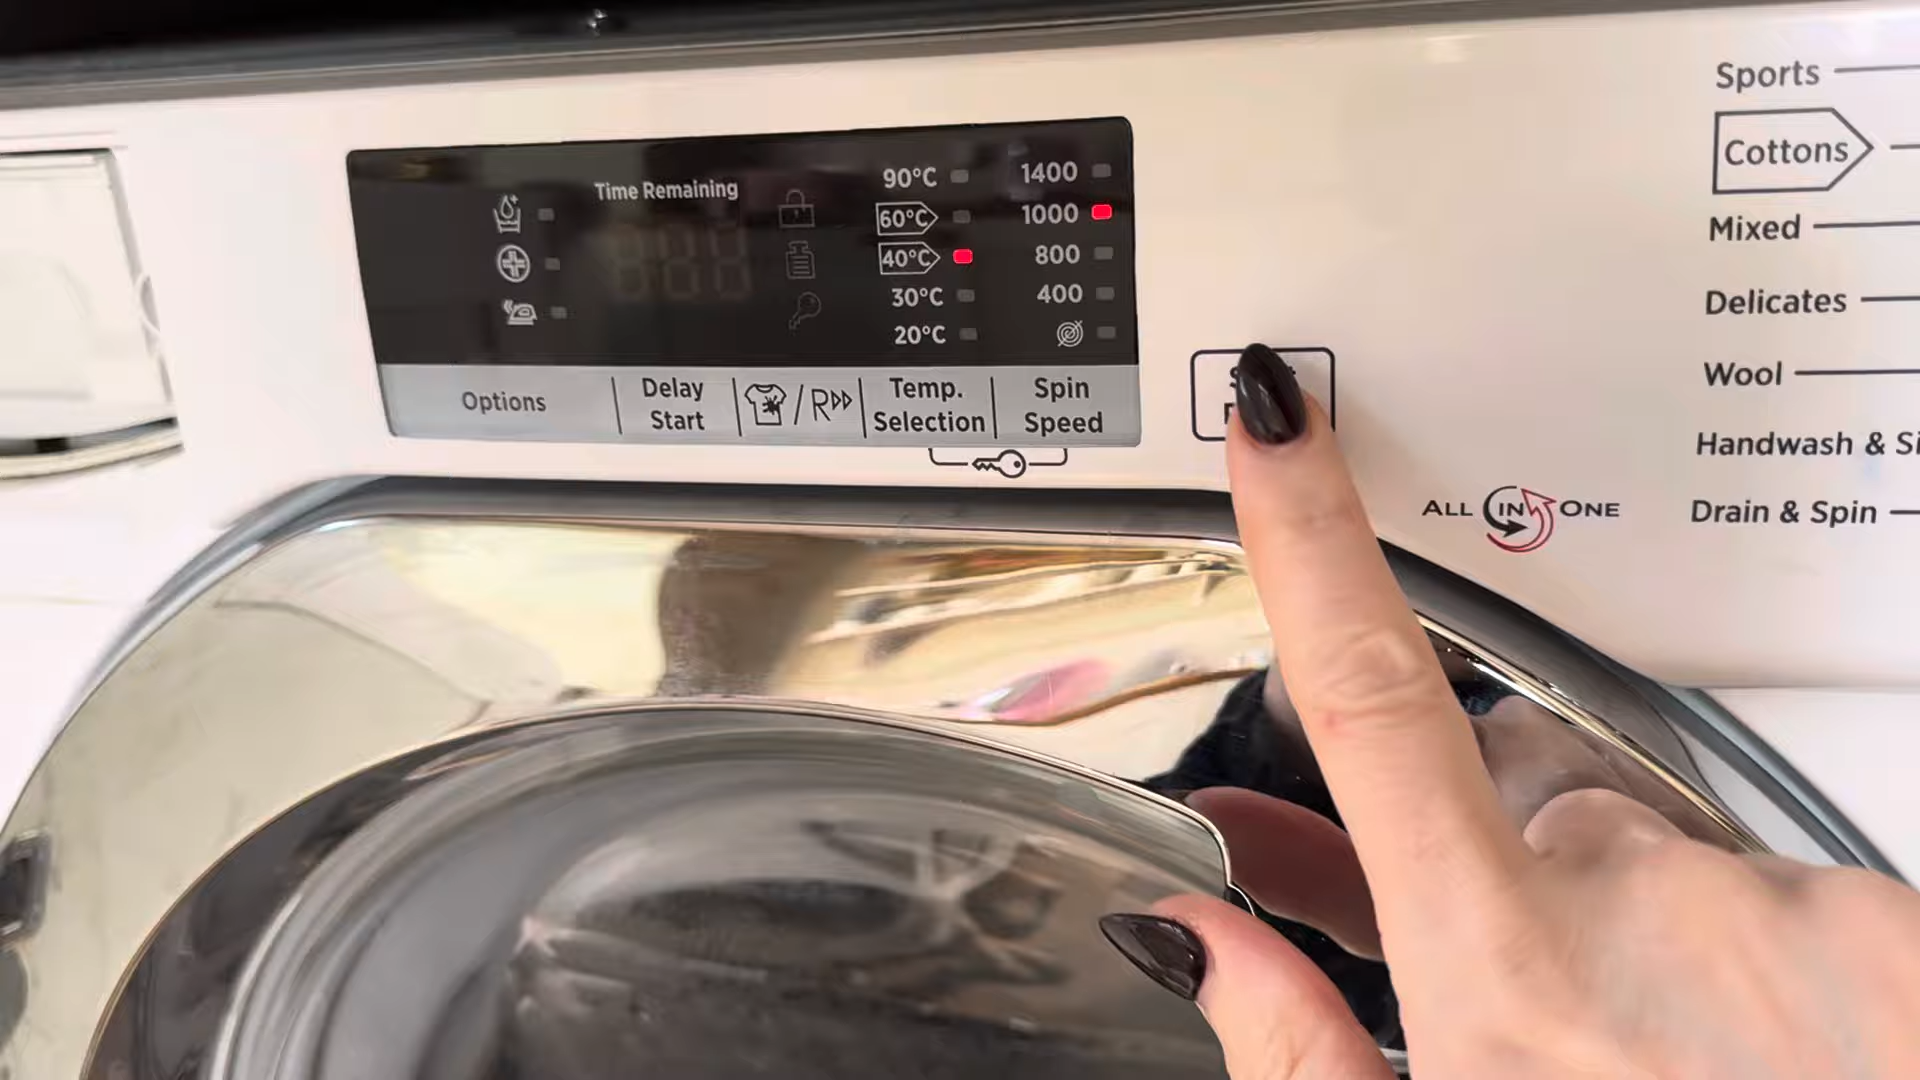 Time Remaining
90°C
60°C
40°C
30°C
20°C
1400
1000
800
400
Options
Delay
Start
/R
Temp.
Selection
Spin
Speed
ALL IN ONE
Sports
Cottons
Mixed
Delicates
Wool
Handwash & Si
Drain & Spin